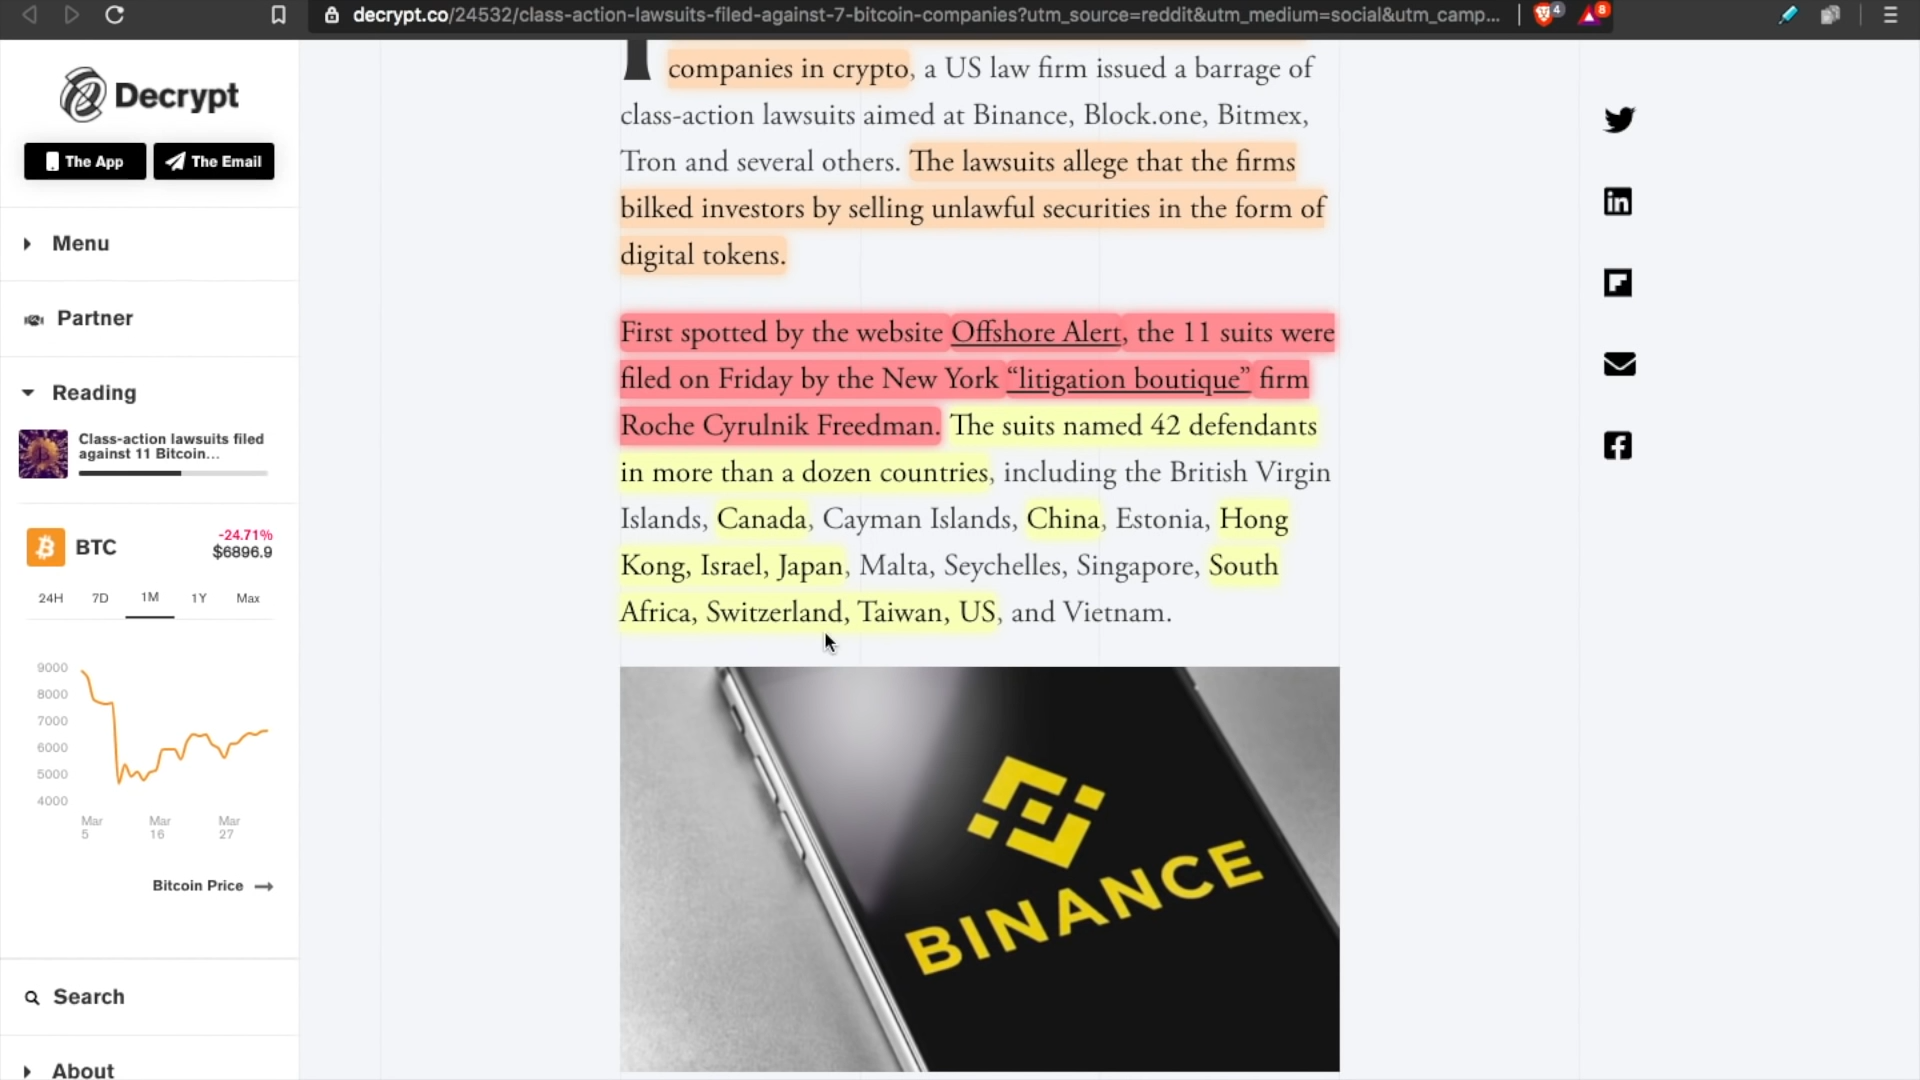 decrypt.co/24532/class-action-lawsuits-filed-against-7-bitcoin-companies?utm_source=reddit&utm_medium=social&utm_camp...
4
8
Decrypt
The App
The Email
Menu
Partner
Reading
Class-action lawsuits filed
against 11 Bitcoin...
BTC
-24.71%
$6896.9
24H 7D 1M 1Y Max
9000
8000
7000
6000
5000
4000
Mar 5
Mar 16
Mar 27
Bitcoin Price
Search
About
companies in crypto, a US law firm issued a barrage of
class-action lawsuits aimed at Binance, Block.one, Bitmex,
Tron and several others. The lawsuits allege that the firms
bilked investors by selling unlawful securities in the form of
digital tokens.
First spotted by the website Offshore Alert, the 11 suits were
filed on Friday by the New York “litigation boutique” firm
Roche Cyrulnik Freedman. The suits named 42 defendants
in more than a dozen countries, including the British Virgin
Islands, Canada, Cayman Islands, China, Estonia, Hong
Kong, Israel, Japan, Malta, Seychelles, Singapore, South
Africa, Switzerland, Taiwan, US, and Vietnam.
BINANCE